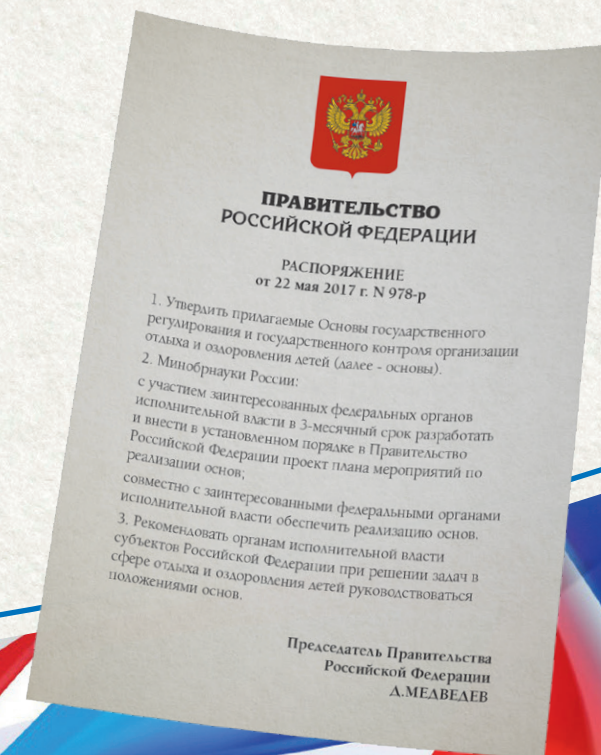 ПРАВИТЕЛЬСТВО
РОССИЙСКОЙ ФЕДЕРАЦИИ
РАСПОРЯЖЕНИЕ
от 22 мая 2017 г. N 978-р
1. Утвердить прилагаемые Основы государственного
регулирования и государственного контроля организации
отдыха и оздоровления детей (далее - основы).
2. Минобрнауки России:
с участием заинтересованных федеральных органов
исполнительной власти в 3-месячный срок разработать
и внести в установленном порядке в Правительство
Российской Федерации проект плана мероприятий по
реализации основ;
совместно с заинтересованными федеральными органами
исполнительной власти обеспечить реализацию основ.
3. Рекомендовать органам исполнительной власти
субъектов Российской Федерации при решении задач в
сфере отдыха и оздоровления детей руководствоваться
положениями основ.
Председатель Правительства
Российской Федерации
Д.МЕДВЕДЕВ